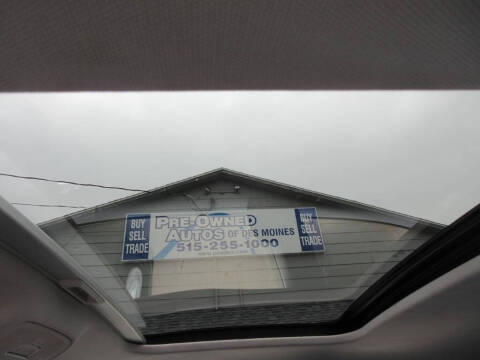 BUY
SELL
TRADE
PRE-OWNED
AUTOS OF DES MOINES
515-255-1000
BUY
SELL
TRADE